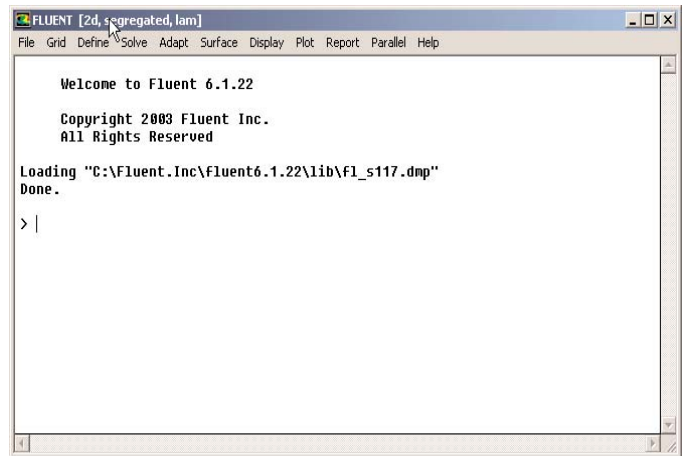 FLUENT [2d, segregated, lam]
File Grid Define Solve Adapt Surface Display Plot Report Parallel Help
Welcome to Fluent 6.1.22
Copyright 2003 Fluent Inc.
All Rights Reserved
Loading "C:\Fluent.Inc\fluent6.1.22\lib\fl_s117.dmp"
Done.
>